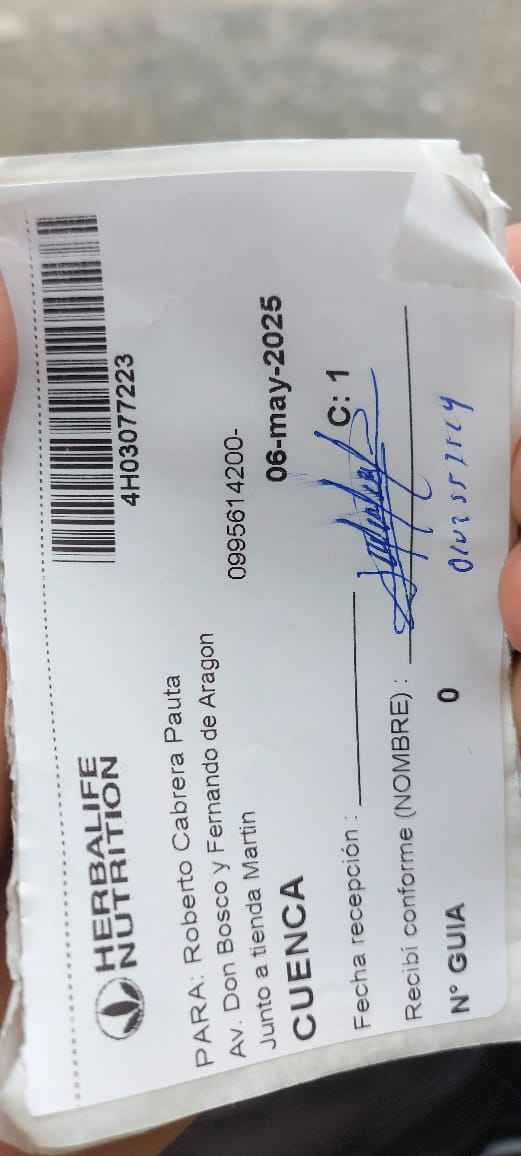 HERBALIFE
NUTRITION
4H03077223
PARA: Roberto Cabrera Pauta
Av. Don Bosco y Fernando de Aragon
Junto a tienda Martin
0995614200-
CUENCA
06-may-2025
Fecha recepción :
C: 1
Recibí conforme (NOMBRE) :
N° GUIA 0